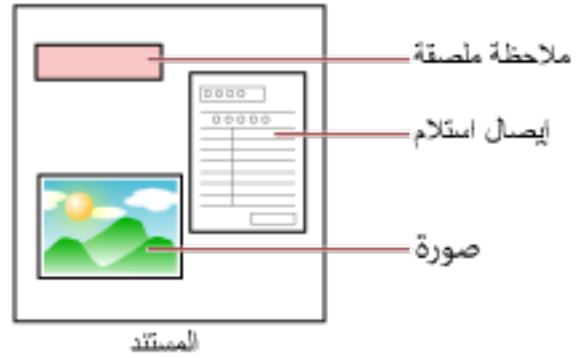 ملاحظة ملصقة
إيصال استلام
صورة
المستند